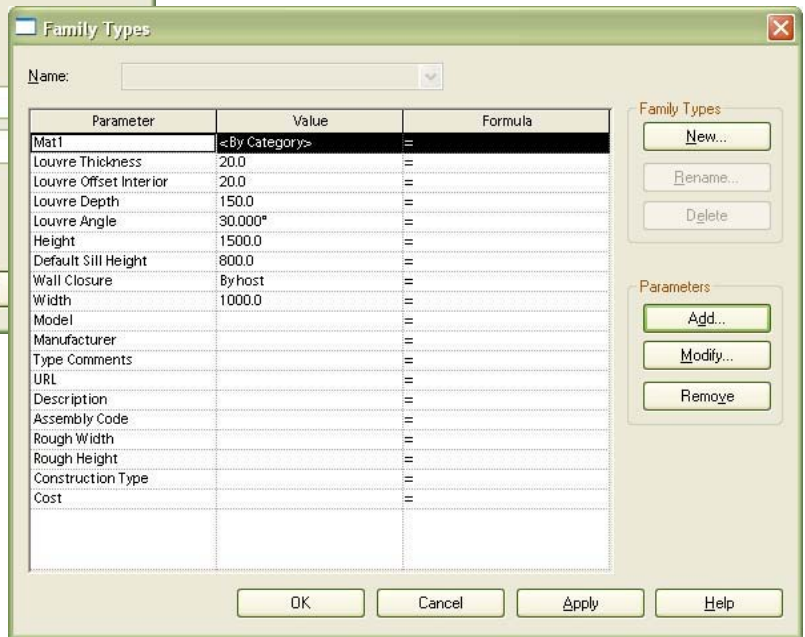 Family Types
Name:
Parameter Value Formula
Mat1 <By Category> =
Louvre Thickness 20.0 =
Louvre Offset Interior 20.0 =
Louvre Depth 150.0 =
Louvre Angle 30.000° =
Height 1500.0 =
Default Sill Height 800.0 =
Wall Closure By host =
Width 1000.0 =
Model =
Manufacturer =
Type Comments =
URL =
Description =
Assembly Code =
Rough Width =
Rough Height =
Construction Type =
Cost =
Family Types
New...
Rename...
Delete
Parameters
Add...
Modify...
Remove
OK Cancel Apply Help